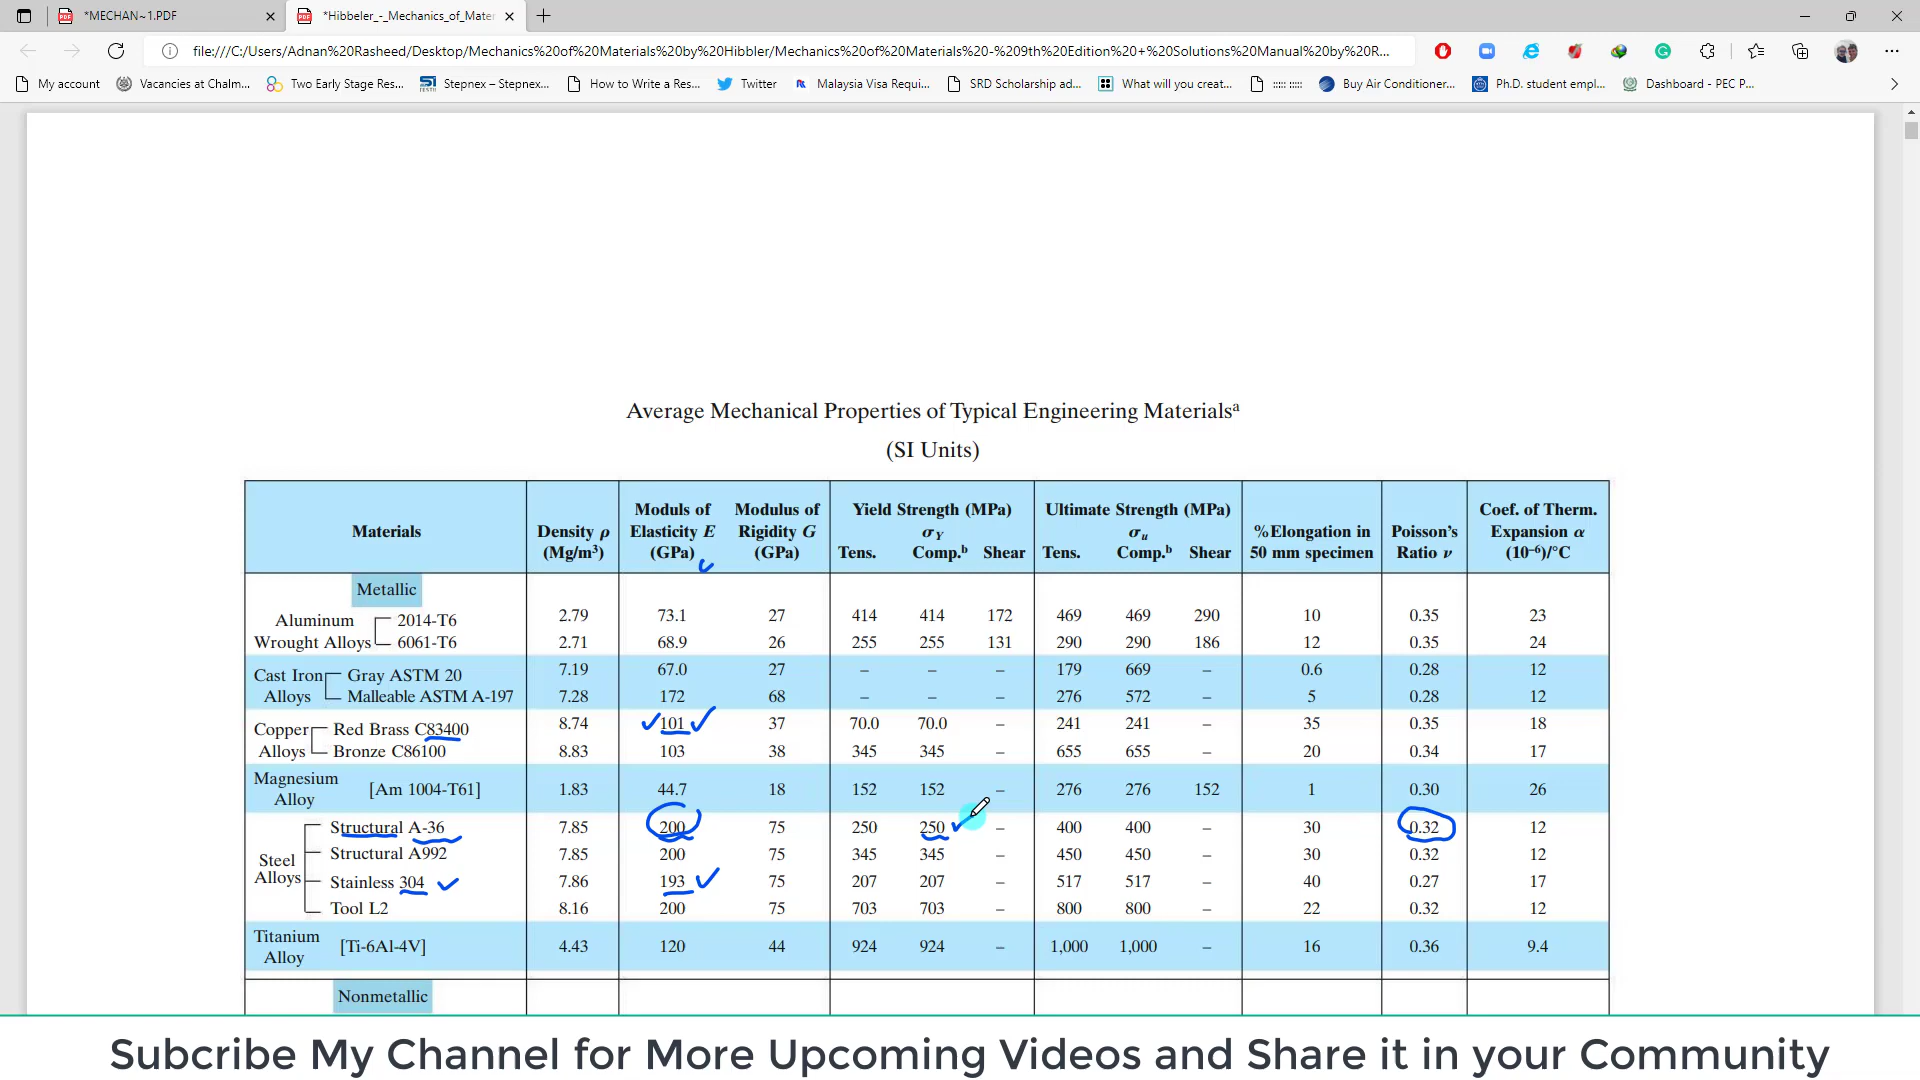 *MECHAN~1.PDF
*Hibbeler_-_Mechanics_of_Mater
file:///C:/Users/Adnan%20Rasheed/Desktop/Mechanics%20of%20Materials%20by%20Hibbler/Mechanics%20of%20Materials%20-%209th%20Edition%20+%20Solutions%20Manual%20by%20R...
My account
Vacancies at Chalm...
Two Early Stage Res...
Stepnex – Stepnex...
How to Write a Res...
Twitter
Malaysia Visa Requi...
SRD Scholarship ad...
What will you creat...
::::: :::::
Buy Air Conditioner...
Ph.D. student empl...
Dashboard - PEC P...
Average Mechanical Properties of Typical Engineering Materialsᵃ
(SI Units)
Materials | Density ρ (Mg/m³) | Moduls of Elasticity E (GPa) | Modulus of Rigidity G (GPa) | Yield Strength (MPa) σY Tens. Comp.ᵇ Shear | Ultimate Strength (MPa) σu Tens. Comp.ᵇ Shear | %Elongation in 50 mm specimen | Poisson's Ratio ν | Coef. of Therm. Expansion α (10⁻⁶)/°C
Metallic
Aluminum Wrought Alloys
2014-T6 2.79 73.1 27 414 414 172 469 469 290 10 0.35 23
6061-T6 2.71 68.9 26 255 255 131 290 290 186 12 0.35 24
Cast Iron Alloys
Gray ASTM 20 7.19 67.0 27 – – – 179 669 – 0.6 0.28 12
Malleable ASTM A-197 7.28 172 68 – – – 276 572 – 5 0.28 12
Copper Alloys
Red Brass C83400 8.74 101 37 70.0 70.0 – 241 241 – 35 0.35 18
Bronze C86100 8.83 103 38 345 345 – 655 655 – 20 0.34 17
Magnesium Alloy
[Am 1004-T61] 1.83 44.7 18 152 152 – 276 276 152 1 0.30 26
Steel Alloys
Structural A-36 7.85 200 75 250 250 – 400 400 – 30 0.32 12
Structural A992 7.85 200 75 345 345 – 450 450 – 30 0.32 12
Stainless 304 7.86 193 75 207 207 – 517 517 – 40 0.27 17
Tool L2 8.16 200 75 703 703 – 800 800 – 22 0.32 12
Titanium Alloy
[Ti-6Al-4V] 4.43 120 44 924 924 – 1,000 1,000 – 16 0.36 9.4
Nonmetallic
Subcribe My Channel for More Upcoming Videos and Share it in your Community